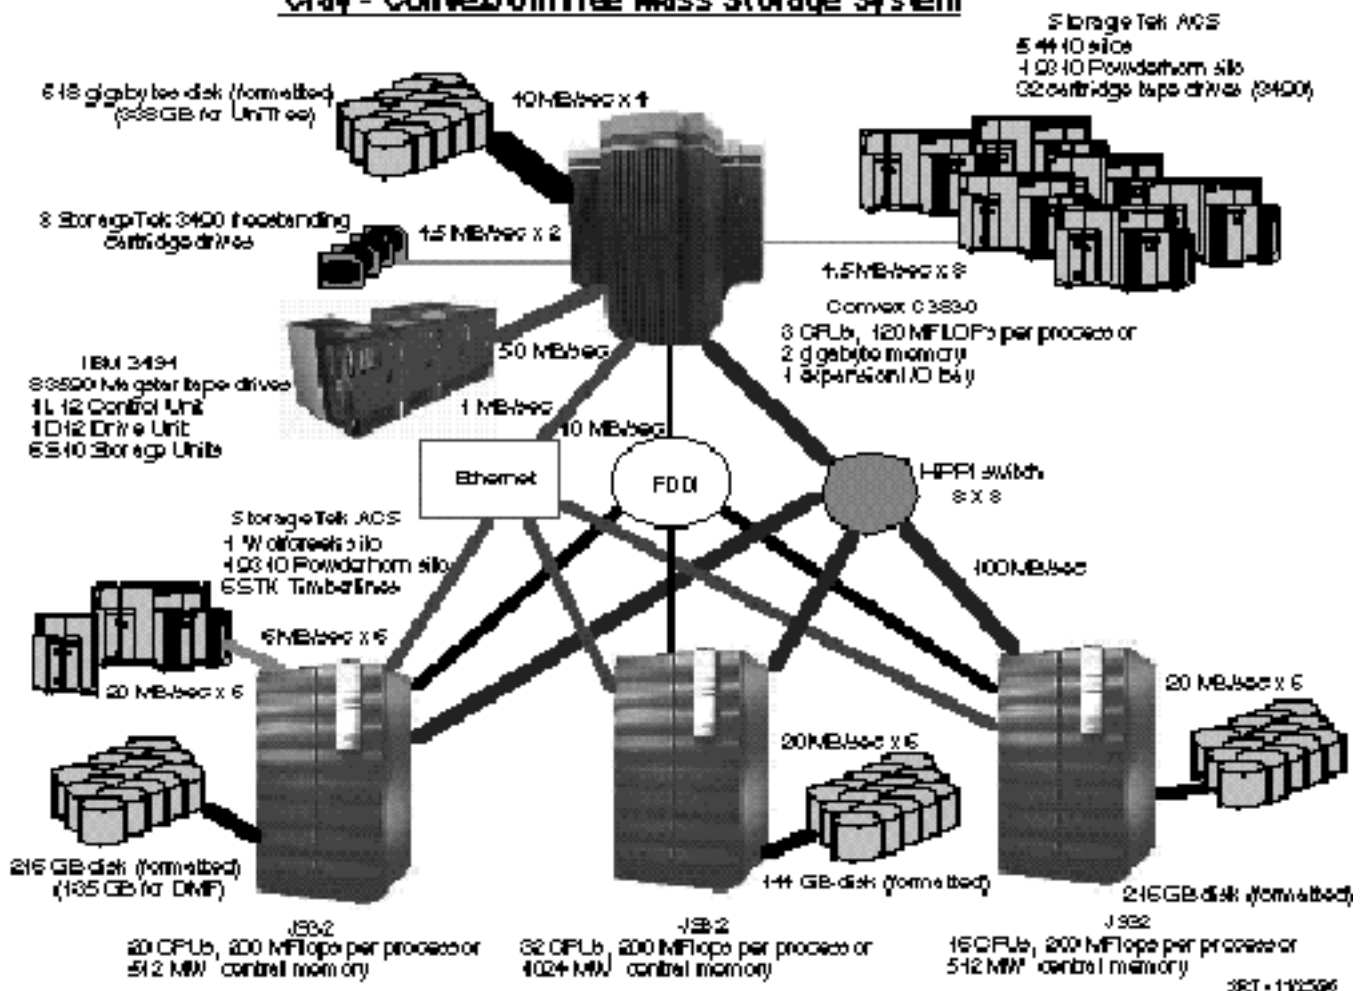 Cray - Convex/UniTree Mass Storage System
StorageTek ACS
5 4410 silos
1 9310 Powderhorn silo
32 cartridge tape drives (3490)
gigabytes disk (formatted)
for UniTree)
10MB/sec x 4
8 StorageTek 3490 freestanding
cartridge drives
4.5 MB/sec x 2
4.5 MB/sec x 8
Convex C3830
3 CPUs, 120 MFLOPs per processor
2 gigabyte memory
1 expansion I/O bay
IBM 3494
8 3590 Magstar tape drives
1 L12 Control Unit
1 D12 Drive Unit
6 S10 Storage Units
50 MB/sec
1 MB/sec
10 MB/sec
Ethernet
FDDI
HiPPI switch
8 X 8
100MB/sec
StorageTek ACS
1 Wolfcreek silo
1 9310 Powderhorn silo
6 STK Timberlines
6MB/sec x 6
20 MB/sec x 6
20MB/sec x 6
20 MB/sec x 6
216 GB disk (formatted)
(135 GB for DMF)
144 GB disk (formatted)
216GB disk (formatted)
J932
20 CPUs, 200 MFlops per processor
512 MW central memory
J932
32 CPUs, 200 MFlops per processor
1024 MW central memory
J932
16 CPUs, 200 MFlops per processor
512 MW central memory